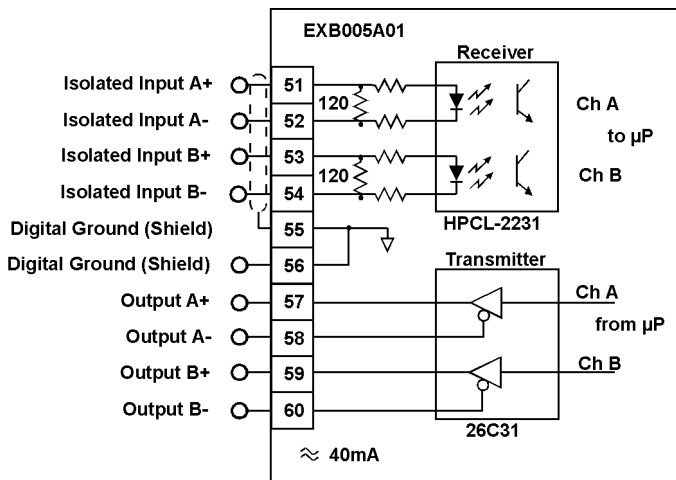 EXB005A01
Receiver
Isolated Input A+ 51
120
Ch A
Isolated Input A- 52
to µP
Isolated Input B+ 53
120
Ch B
Isolated Input B- 54
HPCL-2231
Digital Ground (Shield) 55
Digital Ground (Shield) 56
Transmitter
Output A+ 57
Ch A
from µP
Output A- 58
Output B+ 59
Ch B
Output B- 60
26C31
≈ 40mA